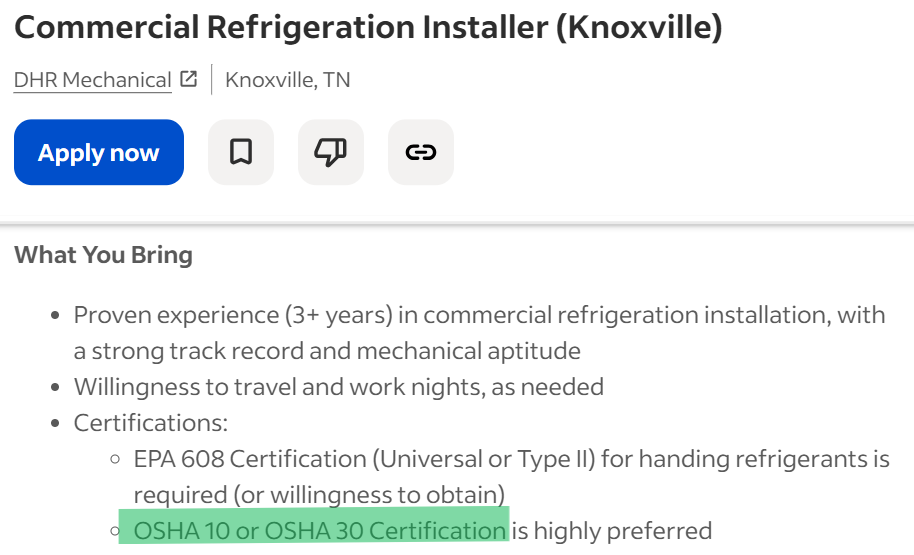 Commercial Refrigeration Installer (Knoxville)
DHR Mechanical Knoxville, TN
Apply now
What You Bring
Proven experience (3+ years) in commercial refrigeration installation, with
a strong track record and mechanical aptitude
Willingness to travel and work nights, as needed
Certifications:
EPA 608 Certification (Universal or Type II) for handing refrigerants is
required (or willingness to obtain)
OSHA 10 or OSHA 30 Certification is highly preferred